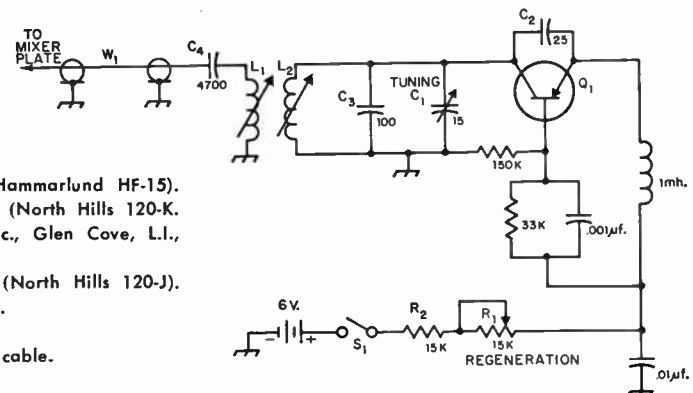 TO
MIXER
PLATE
W1
C4
4700
L1
L2
C3
100
TUNING
C1
15
C2
25
Q1
150K
33K
.001µf.
1mh.
6V.
- +
S1
R2
15K
R1
15K
REGENERATION
.01µf.
Hammarlund HF-15).
(North Hills 120-K.
c., Glen Cove, L.I.,
(North Hills 120-J).
.
cable.